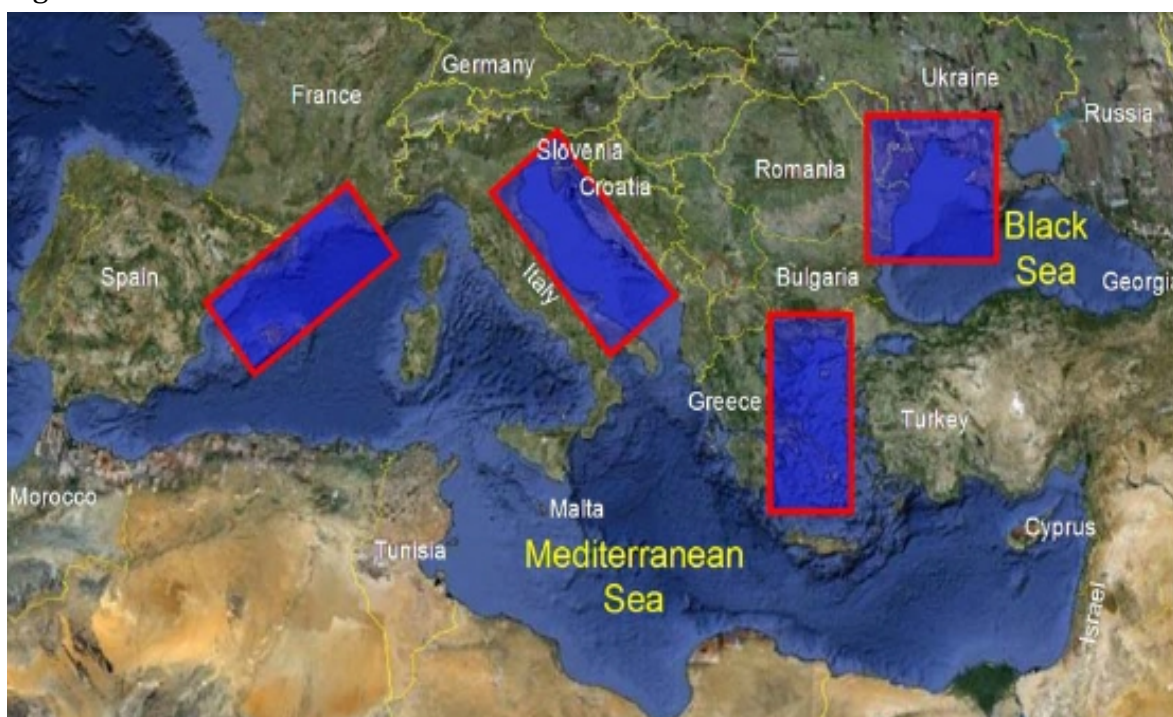 Germany
Ukraine
France
Russia
Slovenia
Romania
Croatia
Black
Sea
Spain
Italy
Bulgaria
Georgia
Greece
Turkey
Morocco
Malta
Cyprus
Tunisia
Mediterranean
Sea
Israel